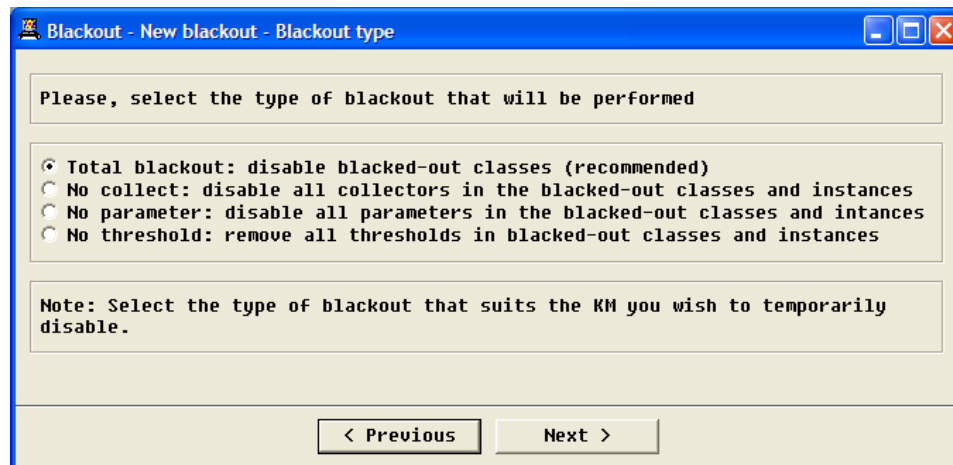 Blackout - New blackout - Blackout type
Please, select the type of blackout that will be performed
Total blackout: disable blacked-out classes (recommended)
No collect: disable all collectors in the blacked-out classes and instances
No parameter: disable all parameters in the blacked-out classes and intances
No threshold: remove all thresholds in blacked-out classes and instances
Note: Select the type of blackout that suits the KM you wish to temporarily
disable.
< Previous
Next >